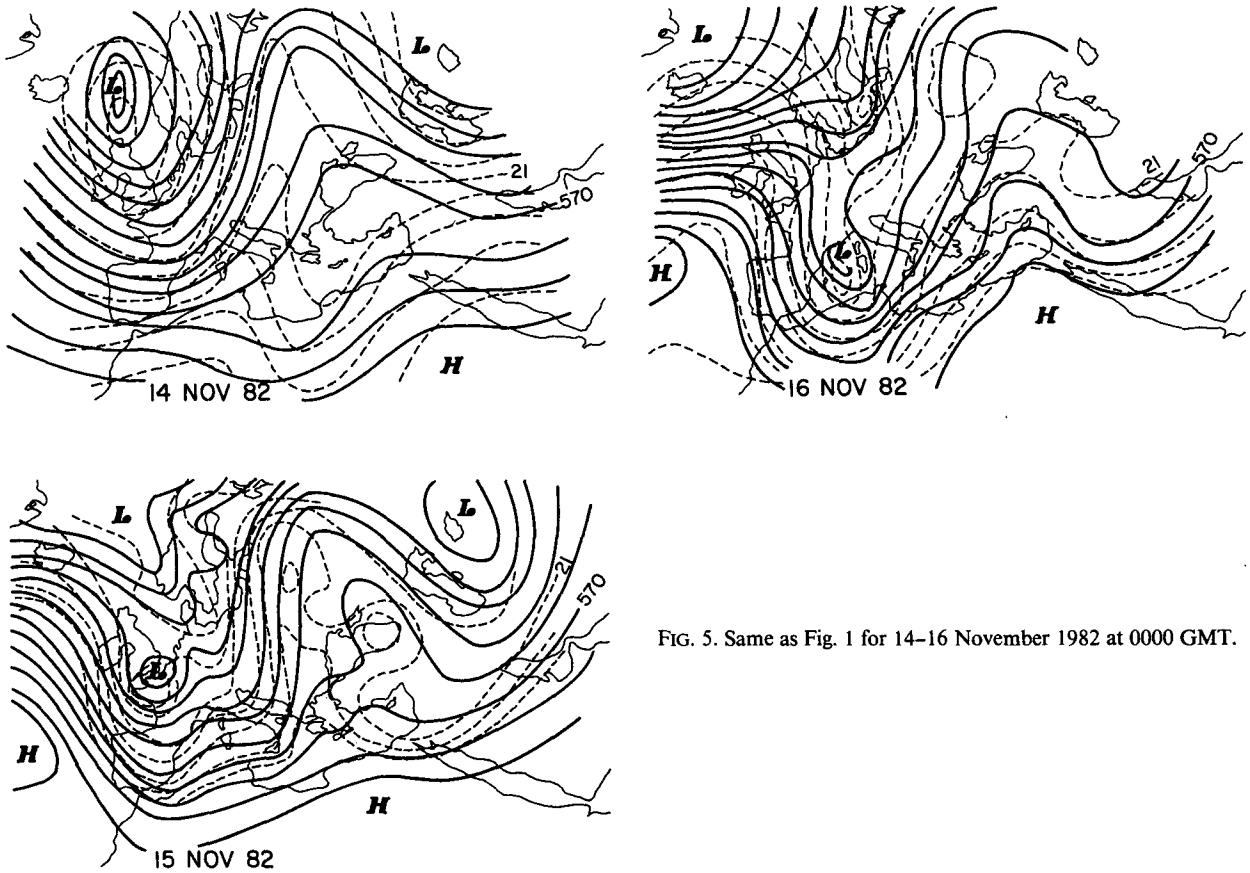 L
L
21
570
H
14 NOV 82
L
21
570
L
H
H
16 NOV 82
L
L
21
570
L
H
H
15 NOV 82
FIG. 5. Same as Fig. 1 for 14–16 November 1982 at 0000 GMT.